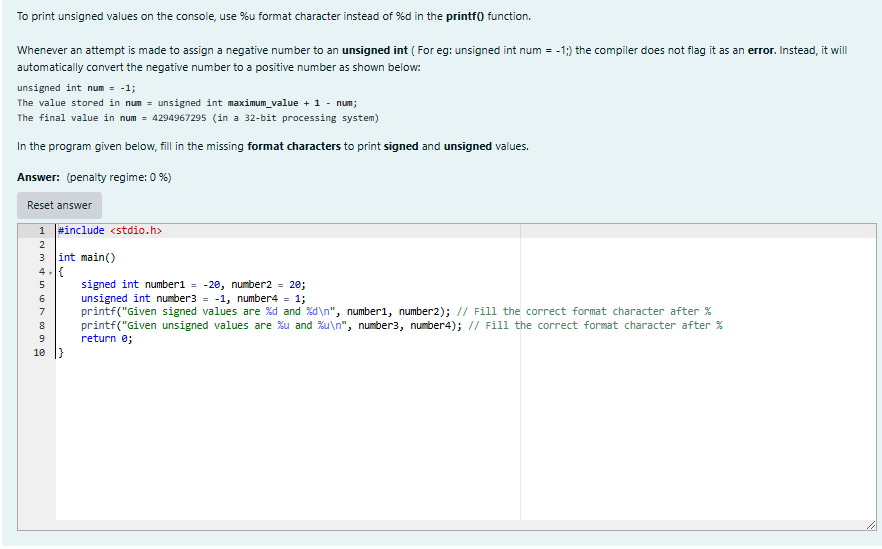 To print unsigned values on the console, use %u format character instead of %d in the printf() function.
Whenever an attempt is made to assign a negative number to an unsigned int ( For eg: unsigned int num = -1;) the compiler does not flag it as an error. Instead, it will
automatically convert the negative number to a positive number as shown below:
unsigned int num = -1;
The value stored in num = unsigned int maximum_value + 1 - num;
The final value in num = 4294967295 (in a 32-bit processing system)
In the program given below, fill in the missing format characters to print signed and unsigned values.
Answer: (penalty regime: 0 %)
Reset answer
1 #include <stdio.h>
2
3 int main()
4 {
5 signed int number1 = -20, number2 = 20;
6 unsigned int number3 = -1, number4 = 1;
7 printf("Given signed values are %d and %d\n", number1, number2); // Fill the correct format character after %
8 printf("Given unsigned values are %u and %u\n", number3, number4); // Fill the correct format character after %
9 return 0;
10 }